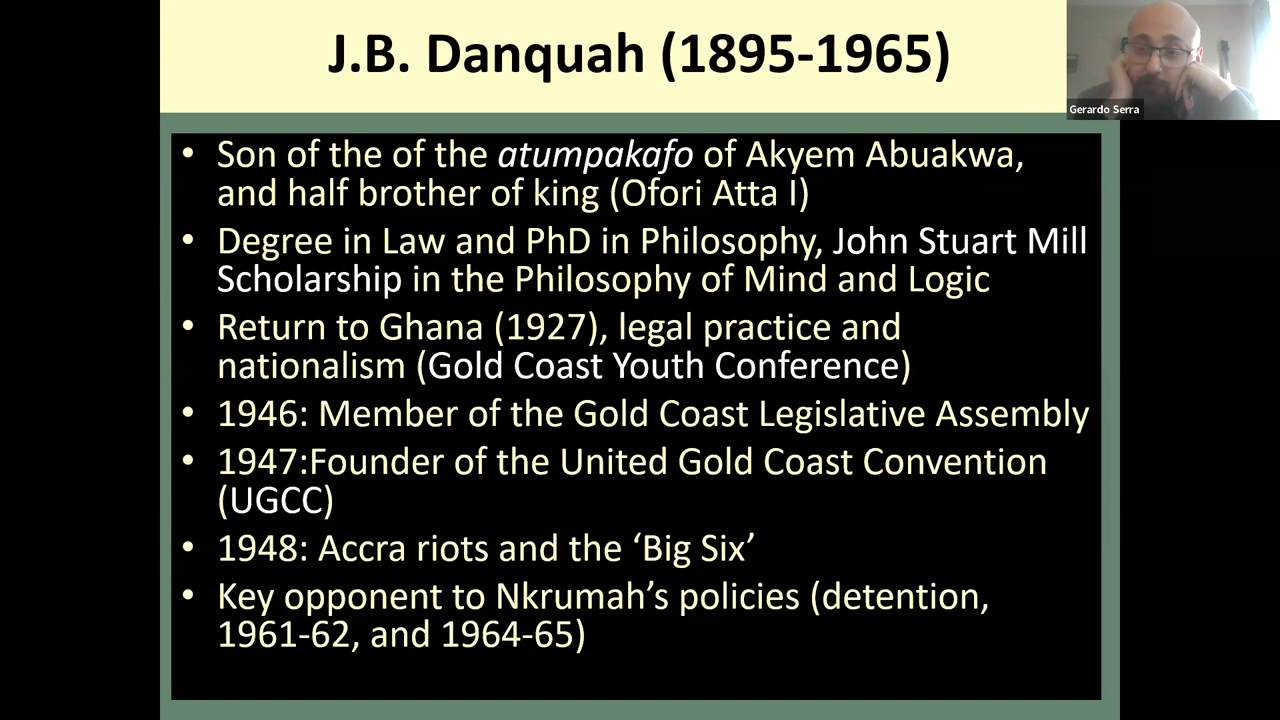 J.B. Danquah (1895-1965)
Gerardo Serra
• Son of the of the atumpakafo of Akyem Abuakwa,
and half brother of king (Ofori Atta I)
• Degree in Law and PhD in Philosophy, John Stuart Mill
Scholarship in the Philosophy of Mind and Logic
• Return to Ghana (1927), legal practice and
nationalism (Gold Coast Youth Conference)
• 1946: Member of the Gold Coast Legislative Assembly
• 1947:Founder of the United Gold Coast Convention
(UGCC)
• 1948: Accra riots and the ‘Big Six’
• Key opponent to Nkrumah’s policies (detention,
1961-62, and 1964-65)